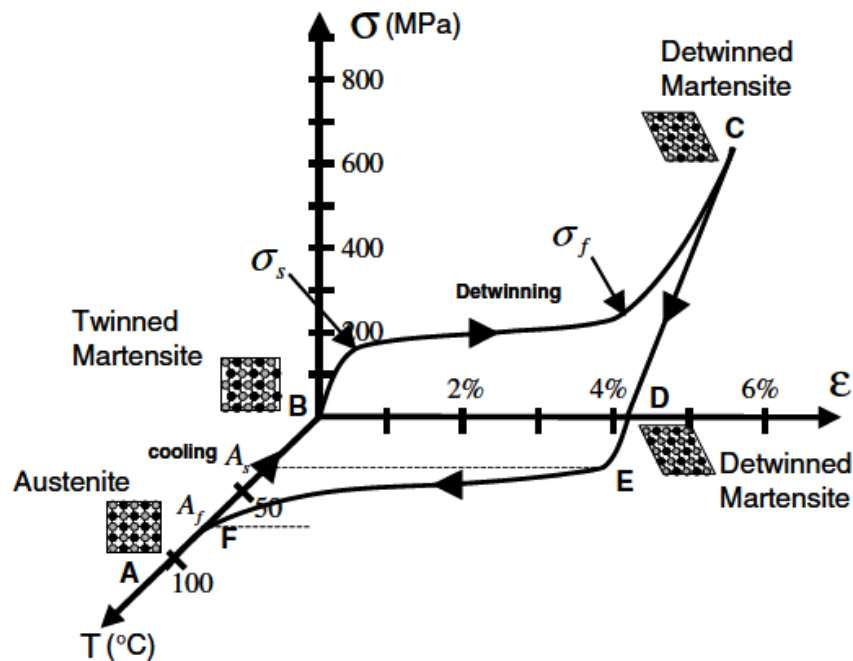 σ (MPa)
800
600
400
200
σs
σf
Detwinning
Detwinned
Martensite
C
Twinned
Martensite
B
2%
4%
6%
ε
D
cooling
As
E
Detwinned
Martensite
Austenite
Af
F
50
A
100
T (°C)